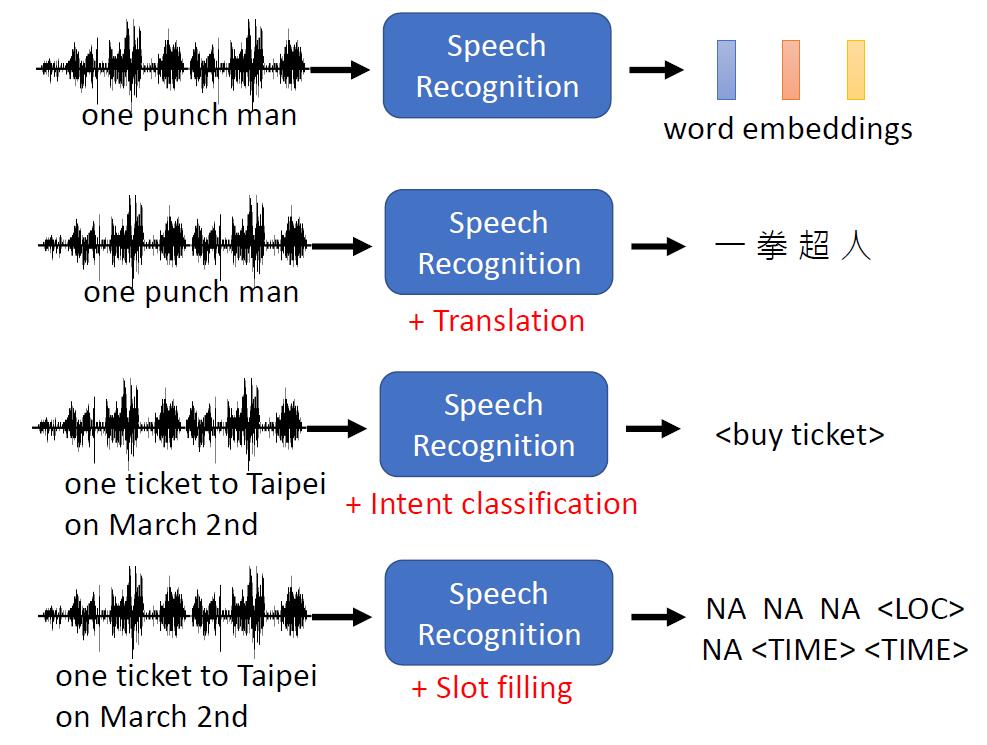 Speech
Recognition
one punch man
word embeddings
Speech
Recognition
one punch man
一 拳 超 人
+ Translation
Speech
Recognition
<buy ticket>
one ticket to Taipei
on March 2nd
+ Intent classification
Speech
Recognition
NA NA NA <LOC>
NA <TIME> <TIME>
one ticket to Taipei
on March 2nd
+ Slot filling